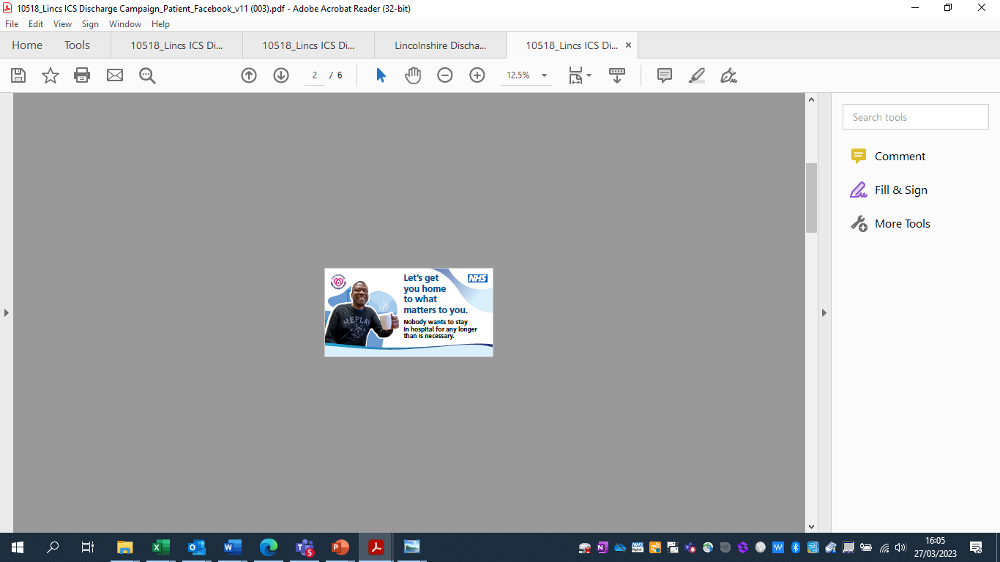 10518_Lincs ICS Discharge Campaign_Patient_Facebook_v11 (003).pdf - Adobe Acrobat Reader (32-bit)
File Edit View Sign Window Help
Home Tools 10518_Lincs ICS Di... 10518_Lincs ICS Di... Lincolnshire Discha... 10518_Lincs ICS Di...
2 / 6 12.5%
Search tools
Comment
Fill & Sign
More Tools
Let's get
you home
to what
matters to you.
NHS
Nobody wants to stay
in hospital for any longer
than is necessary.
REPLAY
5
16:05
27/03/2023